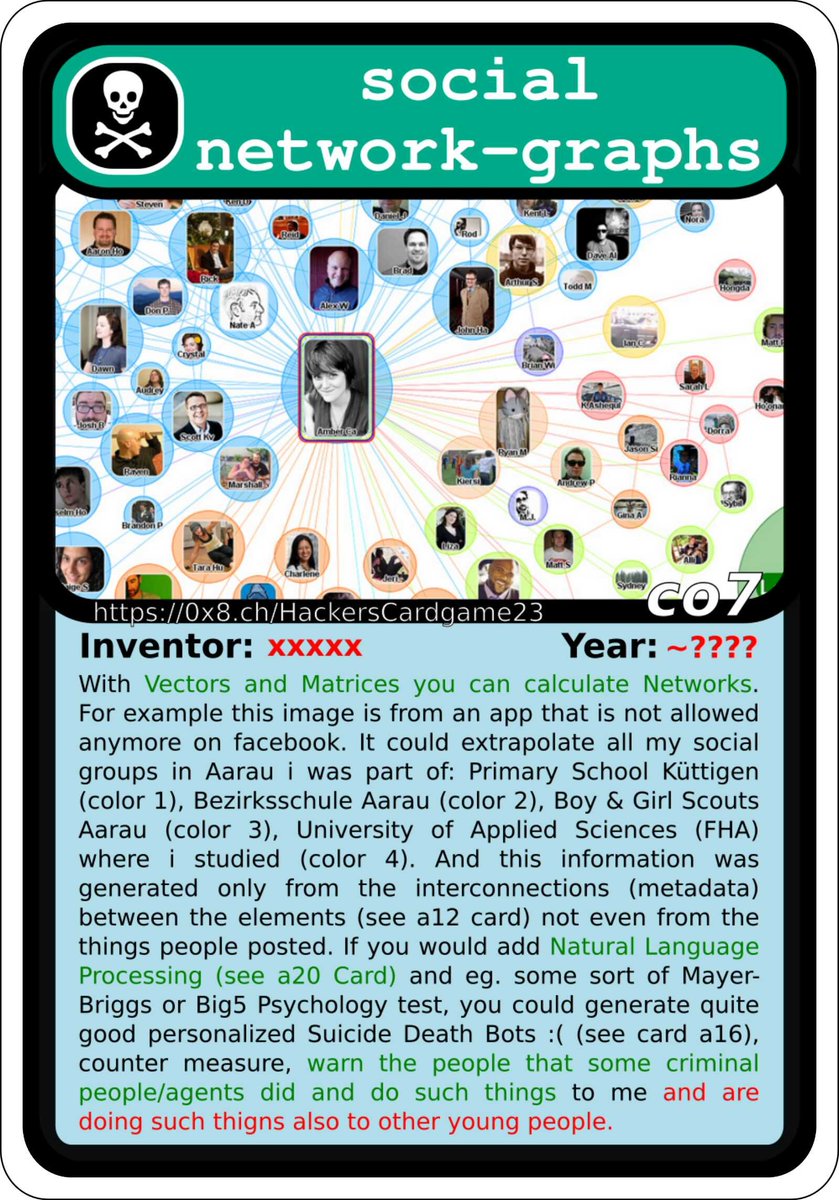 social
network-graphs
Steven
Ken D
Daniel J
Kent L
Nora
Aaron Ho
Rick
Reid
Brad
Rod
Arthur S
Dave Al
Alex W
Todd M
Hongda
Don P
Nate A
John Ha
Ian C
Matt
Dawn
Crystal
Brian Wi
Audrey
Sarah L
Josh B
Scott Kv
Amber Ca
K Ashequl
Dorra
Raven
Ryan M
Jason Si
Marshall
Kiersi
Andrew P
Rianna
Sybil
Brandon P
M.J.
Gina A
Tara Hu
Charlene
Liza
Matt S
Alli
Sydney
https://0x8.ch/HackersCardgame23
co7
Inventor: xxxxx Year: ~????
With Vectors and Matrices you can calculate Networks.
For example this image is from an app that is not allowed
anymore on facebook. It could extrapolate all my social
groups in Aarau i was part of: Primary School Küttigen
(color 1), Bezirksschule Aarau (color 2), Boy & Girl Scouts
Aarau (color 3), University of Applied Sciences (FHA)
where i studied (color 4). And this information was
generated only from the interconnections (metadata)
between the elements (see a12 card) not even from the
things people posted. If you would add Natural Language
Processing (see a20 Card) and eg. some sort of Mayer-
Briggs or Big5 Psychology test, you could generate quite
good personalized Suicide Death Bots :( (see card a16),
counter measure, warn the people that some criminal
people/agents did and do such things to me and are
doing such thigns also to other young people.